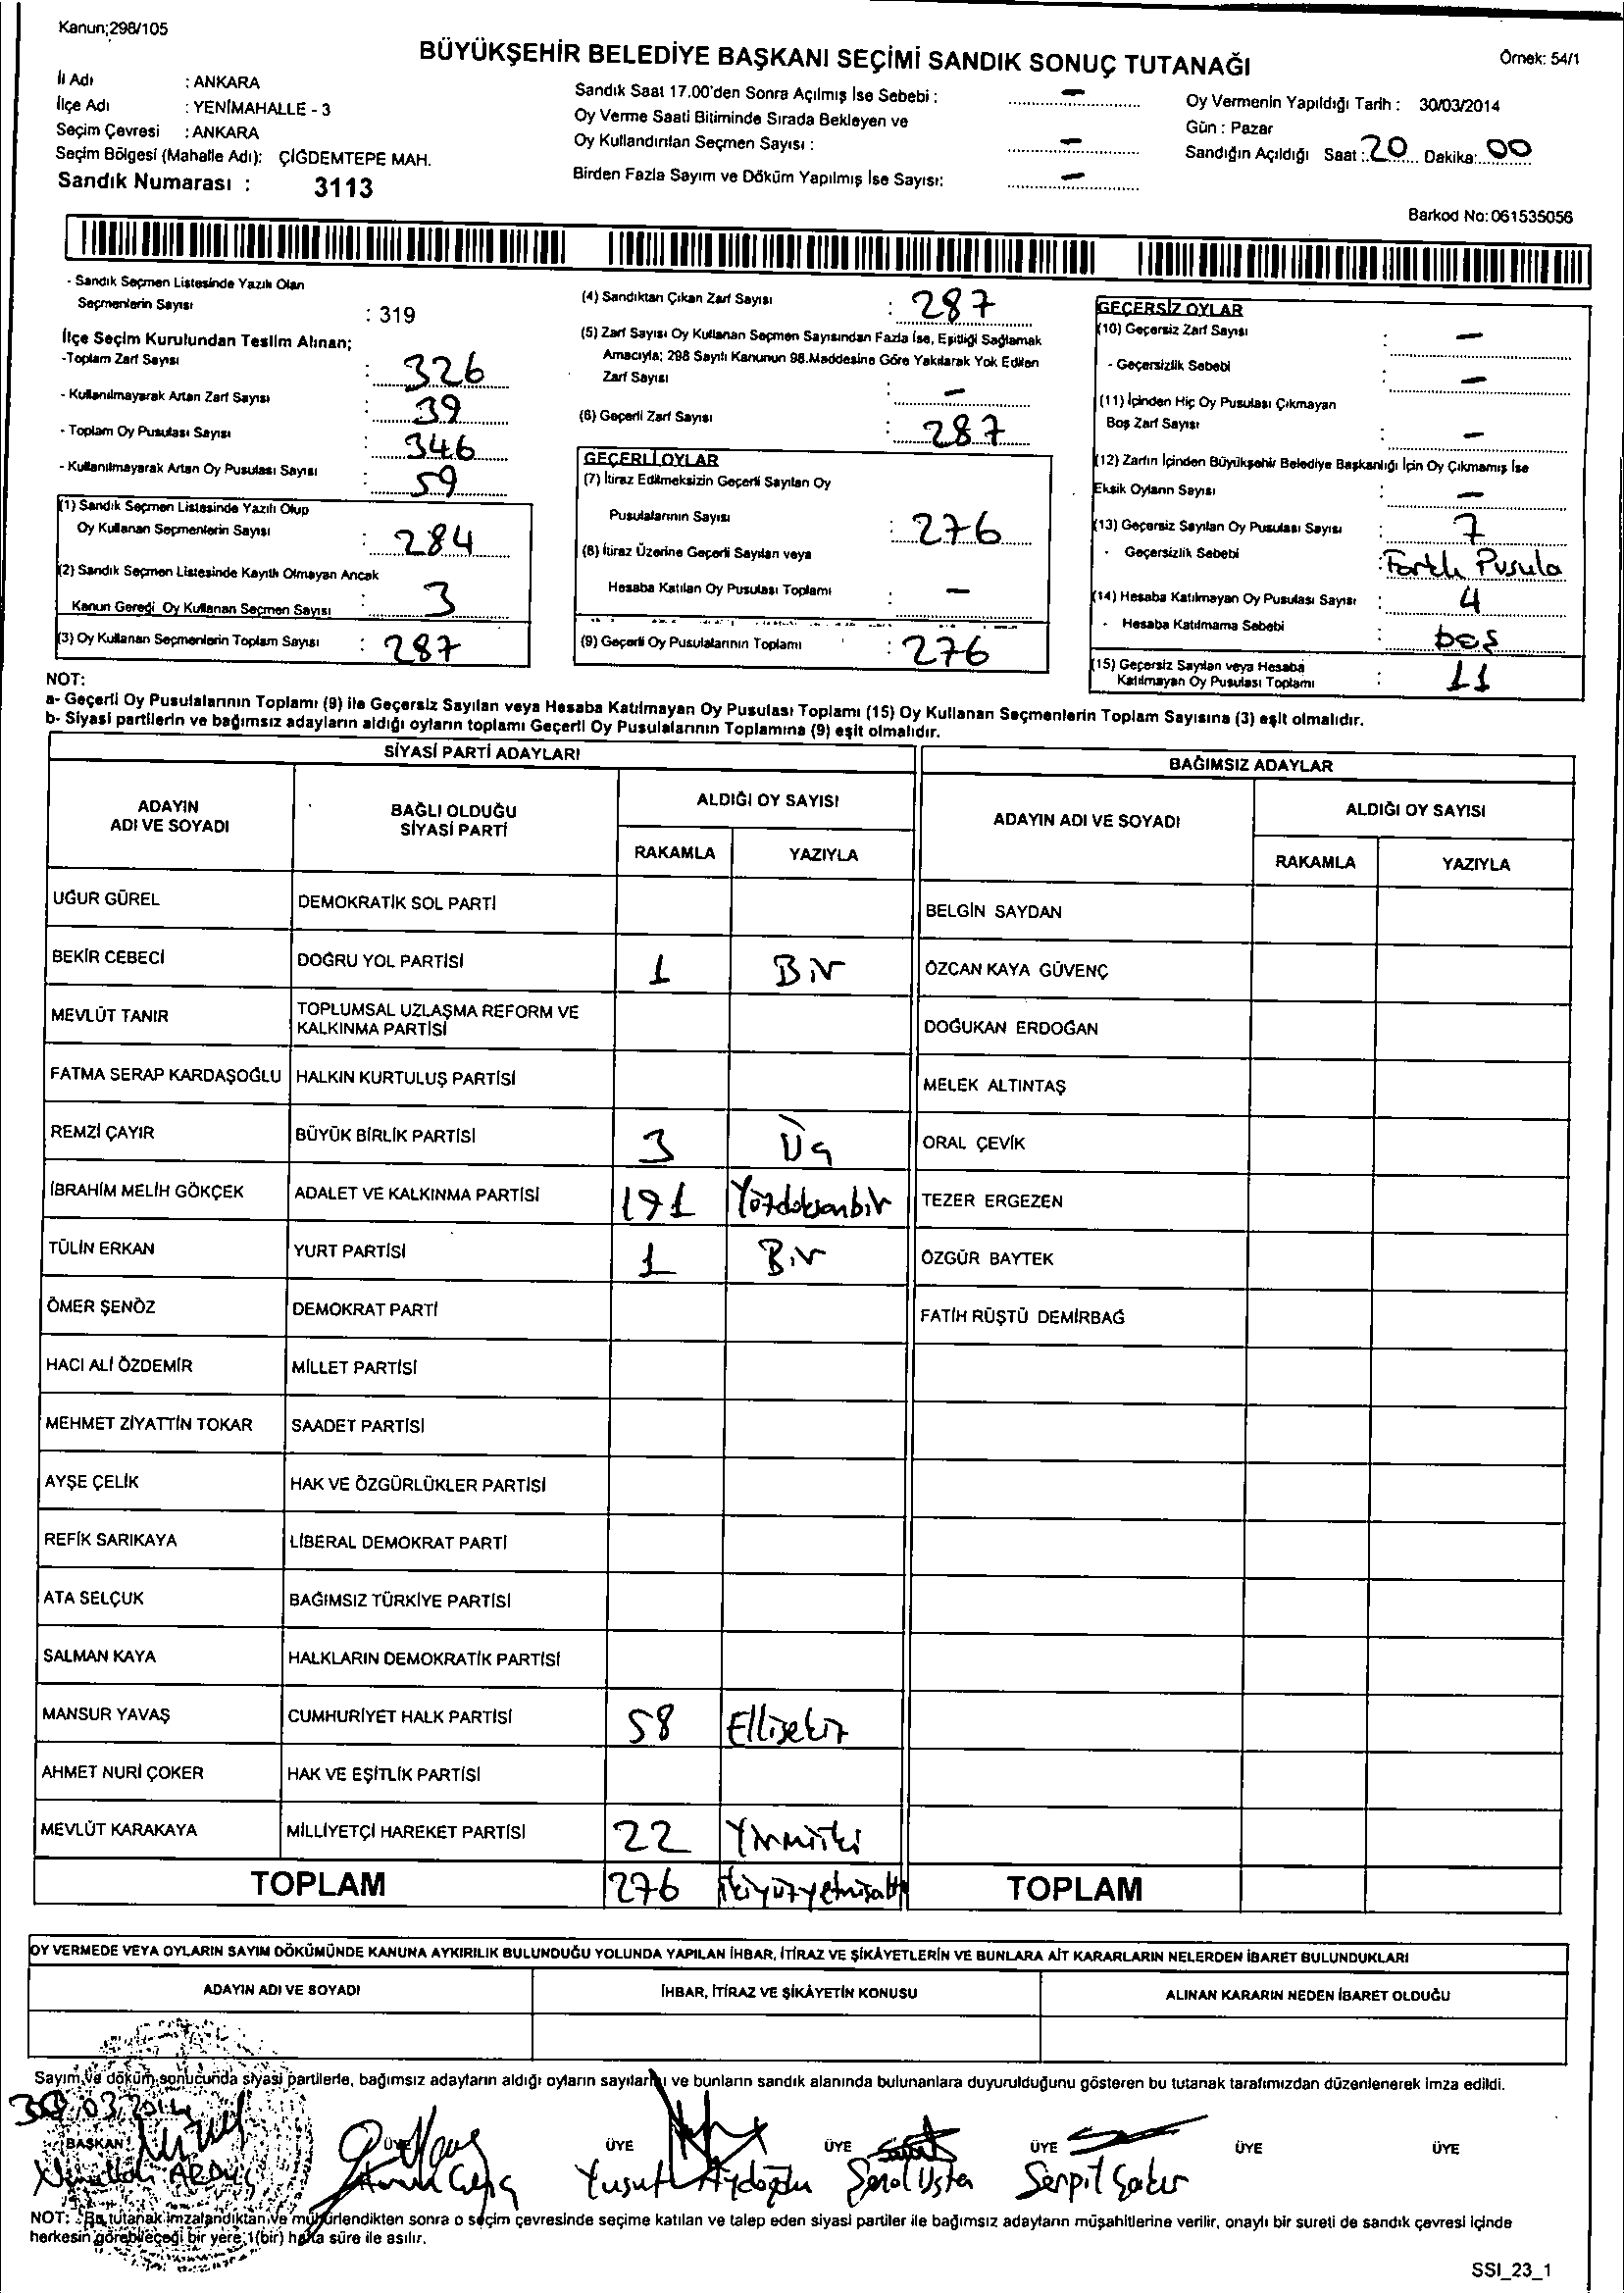 Kanun;298/105
BÜYÜKŞEHİR BELEDİYE BAŞKANI SEÇİMİ SANDIK SONUÇ TUTANAĞI
Örnek: 54/1
İl Adı : ANKARA
İlçe Adı : YENİMAHALLE - 3
Seçim Çevresi : ANKARA
Seçim Bölgesi (Mahalle Adı): ÇİĞDEMTEPE MAH.
Sandık Numarası : 3113
Sandık Saat 17.00'den Sonra Açılmış İse Sebebi : –
Oy Verme Saati Bitiminde Sırada Bekleyen ve
Oy Kullandırılan Seçmen Sayısı : –
Birden Fazla Sayım ve Döküm Yapılmış İse Sayısı: –
Oy Vermenin Yapıldığı Tarih : 30/03/2014
Gün : Pazar
Sandığın Açıldığı Saat : 20 Dakika: 00
Barkod No: 061535056
- Sandık Seçmen Listesinde Yazılı Olan
Seçmenlerin Sayısı : 319
İlçe Seçim Kurulundan Teslim Alınan;
-Toplam Zarf Sayısı : 326
- Kullanılmayarak Artan Zarf Sayısı : 39
- Toplam Oy Pusulası Sayısı : 346
- Kullanılmayarak Artan Oy Pusulası Sayısı : 59
(1) Sandık Seçmen Listesinde Yazılı Olup
Oy Kullanan Seçmenlerin Sayısı : 284
(2) Sandık Seçmen Listesinde Kayıtlı Olmayan Ancak
Kanun Gereği Oy Kullanan Seçmen Sayısı : 3
(3) Oy Kullanan Seçmenlerin Toplam Sayısı : 287
(4) Sandıktan Çıkan Zarf Sayısı : 287
(5) Zarf Sayısı Oy Kullanan Seçmen Sayısından Fazla İse, Eşitliği Sağlamak
Amacıyla; 298 Sayılı Kanunun 98.Maddesine Göre Yakılarak Yok Edilen
Zarf Sayısı : –
(6) Geçerli Zarf Sayısı : 287
GEÇERLİ OYLAR
(7) İtiraz Edilmeksizin Geçerli Sayılan Oy
Pusulalarının Sayısı : 276
(8) İtiraz Üzerine Geçerli Sayılan veya
Hesaba Katılan Oy Pusulası Toplamı : –
(9) Geçerli Oy Pusulalarının Toplamı : 276
GEÇERSİZ OYLAR
(10) Geçersiz Zarf Sayısı : –
- Geçersizlik Sebebi : –
(11) İçinden Hiç Oy Pusulası Çıkmayan
Boş Zarf Sayısı : –
(12) Zarfın İçinden Büyükşehir Belediye Başkanlığı İçin Oy Çıkmamış İse
Eksik Oyların Sayısı : –
(13) Geçersiz Sayılan Oy Pusulası Sayısı : 7
- Geçersizlik Sebebi : Farklı Pusula
(14) Hesaba Katılmayan Oy Pusulası Sayısı : 4
- Hesaba Katılmama Sebebi : boş
(15) Geçersiz Sayılan veya Hesaba
Katılmayan Oy Pusulası Toplamı : 11
NOT:
a- Geçerli Oy Pusulalarının Toplamı (9) ile Geçersiz Sayılan veya Hesaba Katılmayan Oy Pusulası Toplamı (15) Oy Kullanan Seçmenlerin Toplam Sayısına (3) eşit olmalıdır.
b- Siyasi partilerin ve bağımsız adayların aldığı oyların toplamı Geçerli Oy Pusulalarının Toplamına (9) eşit olmalıdır.
SİYASİ PARTİ ADAYLARI
ADAYIN ADI VE SOYADI BAĞLI OLDUĞU SİYASİ PARTİ ALDIĞI OY SAYISI
RAKAMLA YAZIYLA
UĞUR GÜREL DEMOKRATİK SOL PARTİ
BEKİR CEBECİ DOĞRU YOL PARTİSİ 1 Bir
MEVLÜT TANIR TOPLUMSAL UZLAŞMA REFORM VE KALKINMA PARTİSİ
FATMA SERAP KARDAŞOĞLU HALKIN KURTULUŞ PARTİSİ
REMZİ ÇAYIR BÜYÜK BİRLİK PARTİSİ 3 Üç
İBRAHİM MELİH GÖKÇEK ADALET VE KALKINMA PARTİSİ 191 Yüzdoksanbir
TÜLİN ERKAN YURT PARTİSİ 1 Bir
ÖMER ŞENÖZ DEMOKRAT PARTİ
HACI ALİ ÖZDEMİR MİLLET PARTİSİ
MEHMET ZİYATTİN TOKAR SAADET PARTİSİ
AYŞE ÇELİK HAK VE ÖZGÜRLÜKLER PARTİSİ
REFİK SARIKAYA LİBERAL DEMOKRAT PARTİ
ATA SELÇUK BAĞIMSIZ TÜRKİYE PARTİSİ
SALMAN KAYA HALKLARIN DEMOKRATİK PARTİSİ
MANSUR YAVAŞ CUMHURİYET HALK PARTİSİ 58 Ellisekiz
AHMET NURİ ÇOKER HAK VE EŞİTLİK PARTİSİ
MEVLÜT KARAKAYA MİLLİYETÇİ HAREKET PARTİSİ 22 Yirmiiki
TOPLAM 276 İkiyüzyetmişaltı
BAĞIMSIZ ADAYLAR
ADAYIN ADI VE SOYADI ALDIĞI OY SAYISI
RAKAMLA YAZIYLA
BELGİN SAYDAN
ÖZCAN KAYA GÜVENÇ
DOĞUKAN ERDOĞAN
MELEK ALTINTAŞ
ORAL ÇEVİK
TEZER ERGEZEN
ÖZGÜR BAYTEK
FATİH RÜŞTÜ DEMİRBAĞ
TOPLAM
OY VERMEDE VEYA OYLARIN SAYIM DÖKÜMÜNDE KANUNA AYKIRILIK BULUNDUĞU YOLUNDA YAPILAN İHBAR, İTİRAZ VE ŞİKÂYETLERİN VE BUNLARA AİT KARARLARIN NELERDEN İBARET BULUNDUKLARI
ADAYIN ADI VE SOYADI İHBAR, İTİRAZ VE ŞİKÂYETİN KONUSU ALINAN KARARIN NEDEN İBARET OLDUĞU
Sayım ve döküm sonucunda siyasi partilerle, bağımsız adayların aldığı oyların sayılarını ve bunların sandık alanında bulunanlara duyurulduğunu gösteren bu tutanak tarafımızdan düzenlenerek imza edildi.
BAŞKAN ÜYE ÜYE ÜYE ÜYE ÜYE ÜYE
Yusuf Aydoğdu Şenol Usta Serpil Şeker
NOT: Bu tutanak imzalandıktan ve mühürlendikten sonra o seçim çevresinde seçime katılan ve talep eden siyasi partiler ile bağımsız adayların müşahitlerine verilir, onaylı bir sureti de sandık çevresi içinde
herkesin görebileceği bir yere 1(bir) hafta süre ile asılır.
SSI_23_1